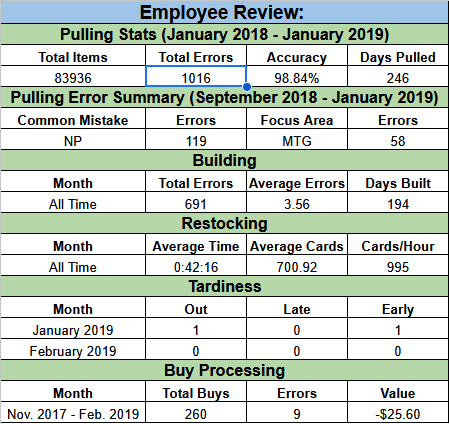 Employee Review:
Pulling Stats (January 2018 - January 2019)
Total Items Total Errors Accuracy Days Pulled
83936 1016 98.84% 246
Pulling Error Summary (September 2018 - January 2019)
Common Mistake Errors Focus Area Errors
NP 119 MTG 58
Building
Month Total Errors Average Errors Days Built
All Time 691 3.56 194
Restocking
Month Average Time Average Cards Cards/Hour
All Time 0:42:16 700.92 995
Tardiness
Month Out Late Early
January 2019 1 0 1
February 2019 0 0 0
Buy Processing
Month Total Buys Errors Value
Nov. 2017 - Feb. 2019 260 9 -$25.60